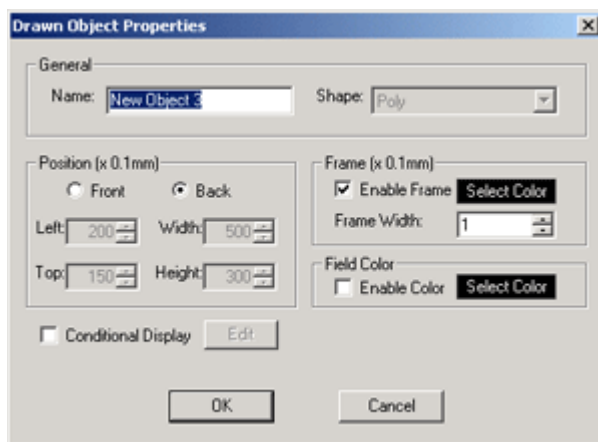 Drawn Object Properties
General
Name: New Object 3 Shape: Poly
Position (x 0.1mm)
Front Back
Left: 200 Width: 500
Top: 150 Height: 300
Frame (x 0.1mm)
Enable Frame Select Color
Frame Width: 1
Field Color
Enable Color Select Color
Conditional Display Edit
OK Cancel